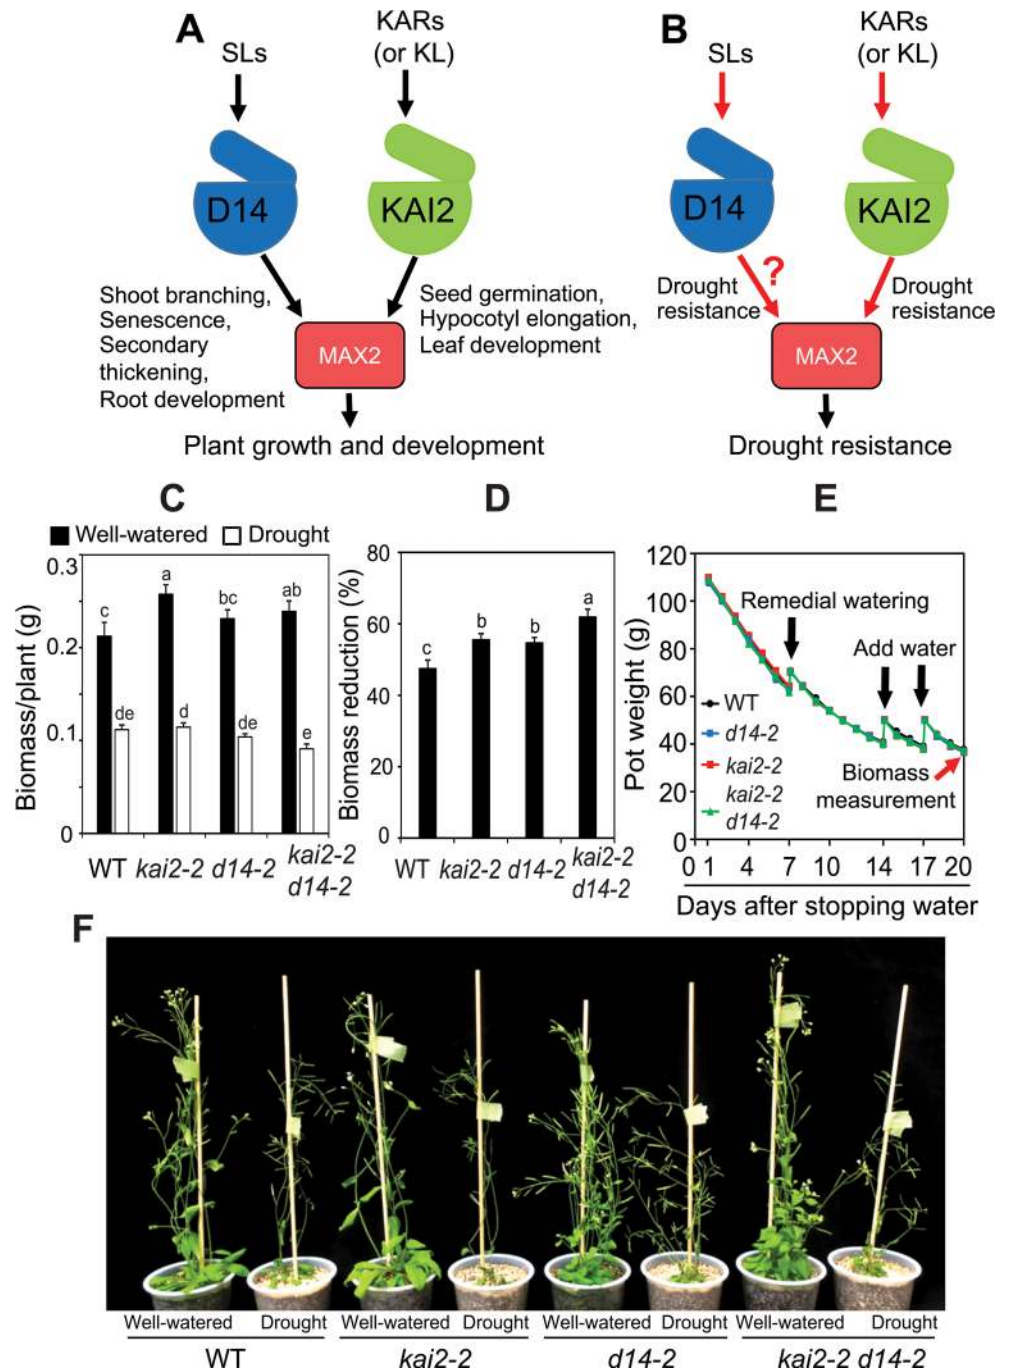 A
SLs
KARs
(or KL)
D14
KAI2
Shoot branching,
Senescence,
Secondary
thickening,
Root development
Seed germination,
Hypocotyl elongation,
Leaf development
MAX2
Plant growth and development
B
SLs
KARs
(or KL)
D14
KAI2
?
Drought
resistance
Drought
resistance
MAX2
Drought resistance
C
Well-watered
Drought
Biomass/plant (g)
0.3
0.2
0.1
0
c
de
a
d
bc
de
ab
e
WT
kai2-2
d14-2
kai2-2
d14-2
D
Biomass reduction (%)
80
60
40
20
0
c
b
b
a
WT
kai2-2
d14-2
kai2-2
d14-2
E
Pot weight (g)
120
100
80
60
40
20
0
Remedial watering
Add water
WT
d14-2
kai2-2
kai2-2
d14-2
Biomass
measurement
0 1 4 7 10 14 17 20
Days after stopping water
F
Well-watered Drought Well-watered Drought Well-watered Drought Well-watered Drought
WT kai2-2 d14-2 kai2-2 d14-2